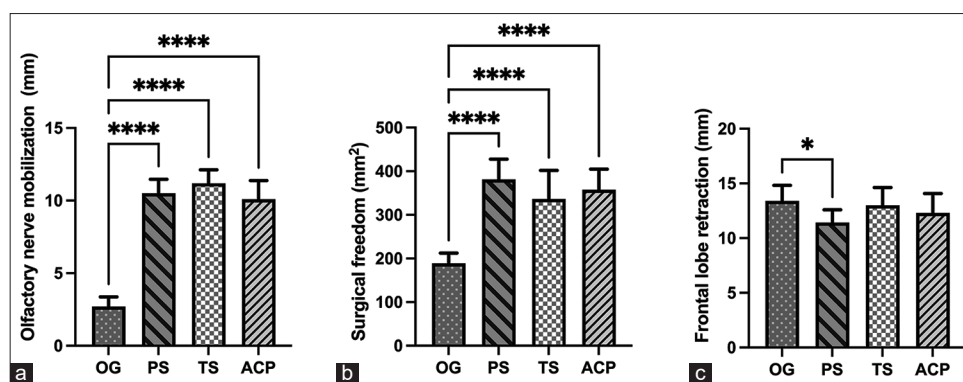 Olfactory nerve mobilization (mm)
15
10
5
0
****
****
****
OG PS TS ACP
a
Surgical freedom (mm²)
500
400
300
200
100
0
****
****
****
OG PS TS ACP
b
Frontal lobe retraction (mm)
20
15
10
5
0
*
OG PS TS ACP
c